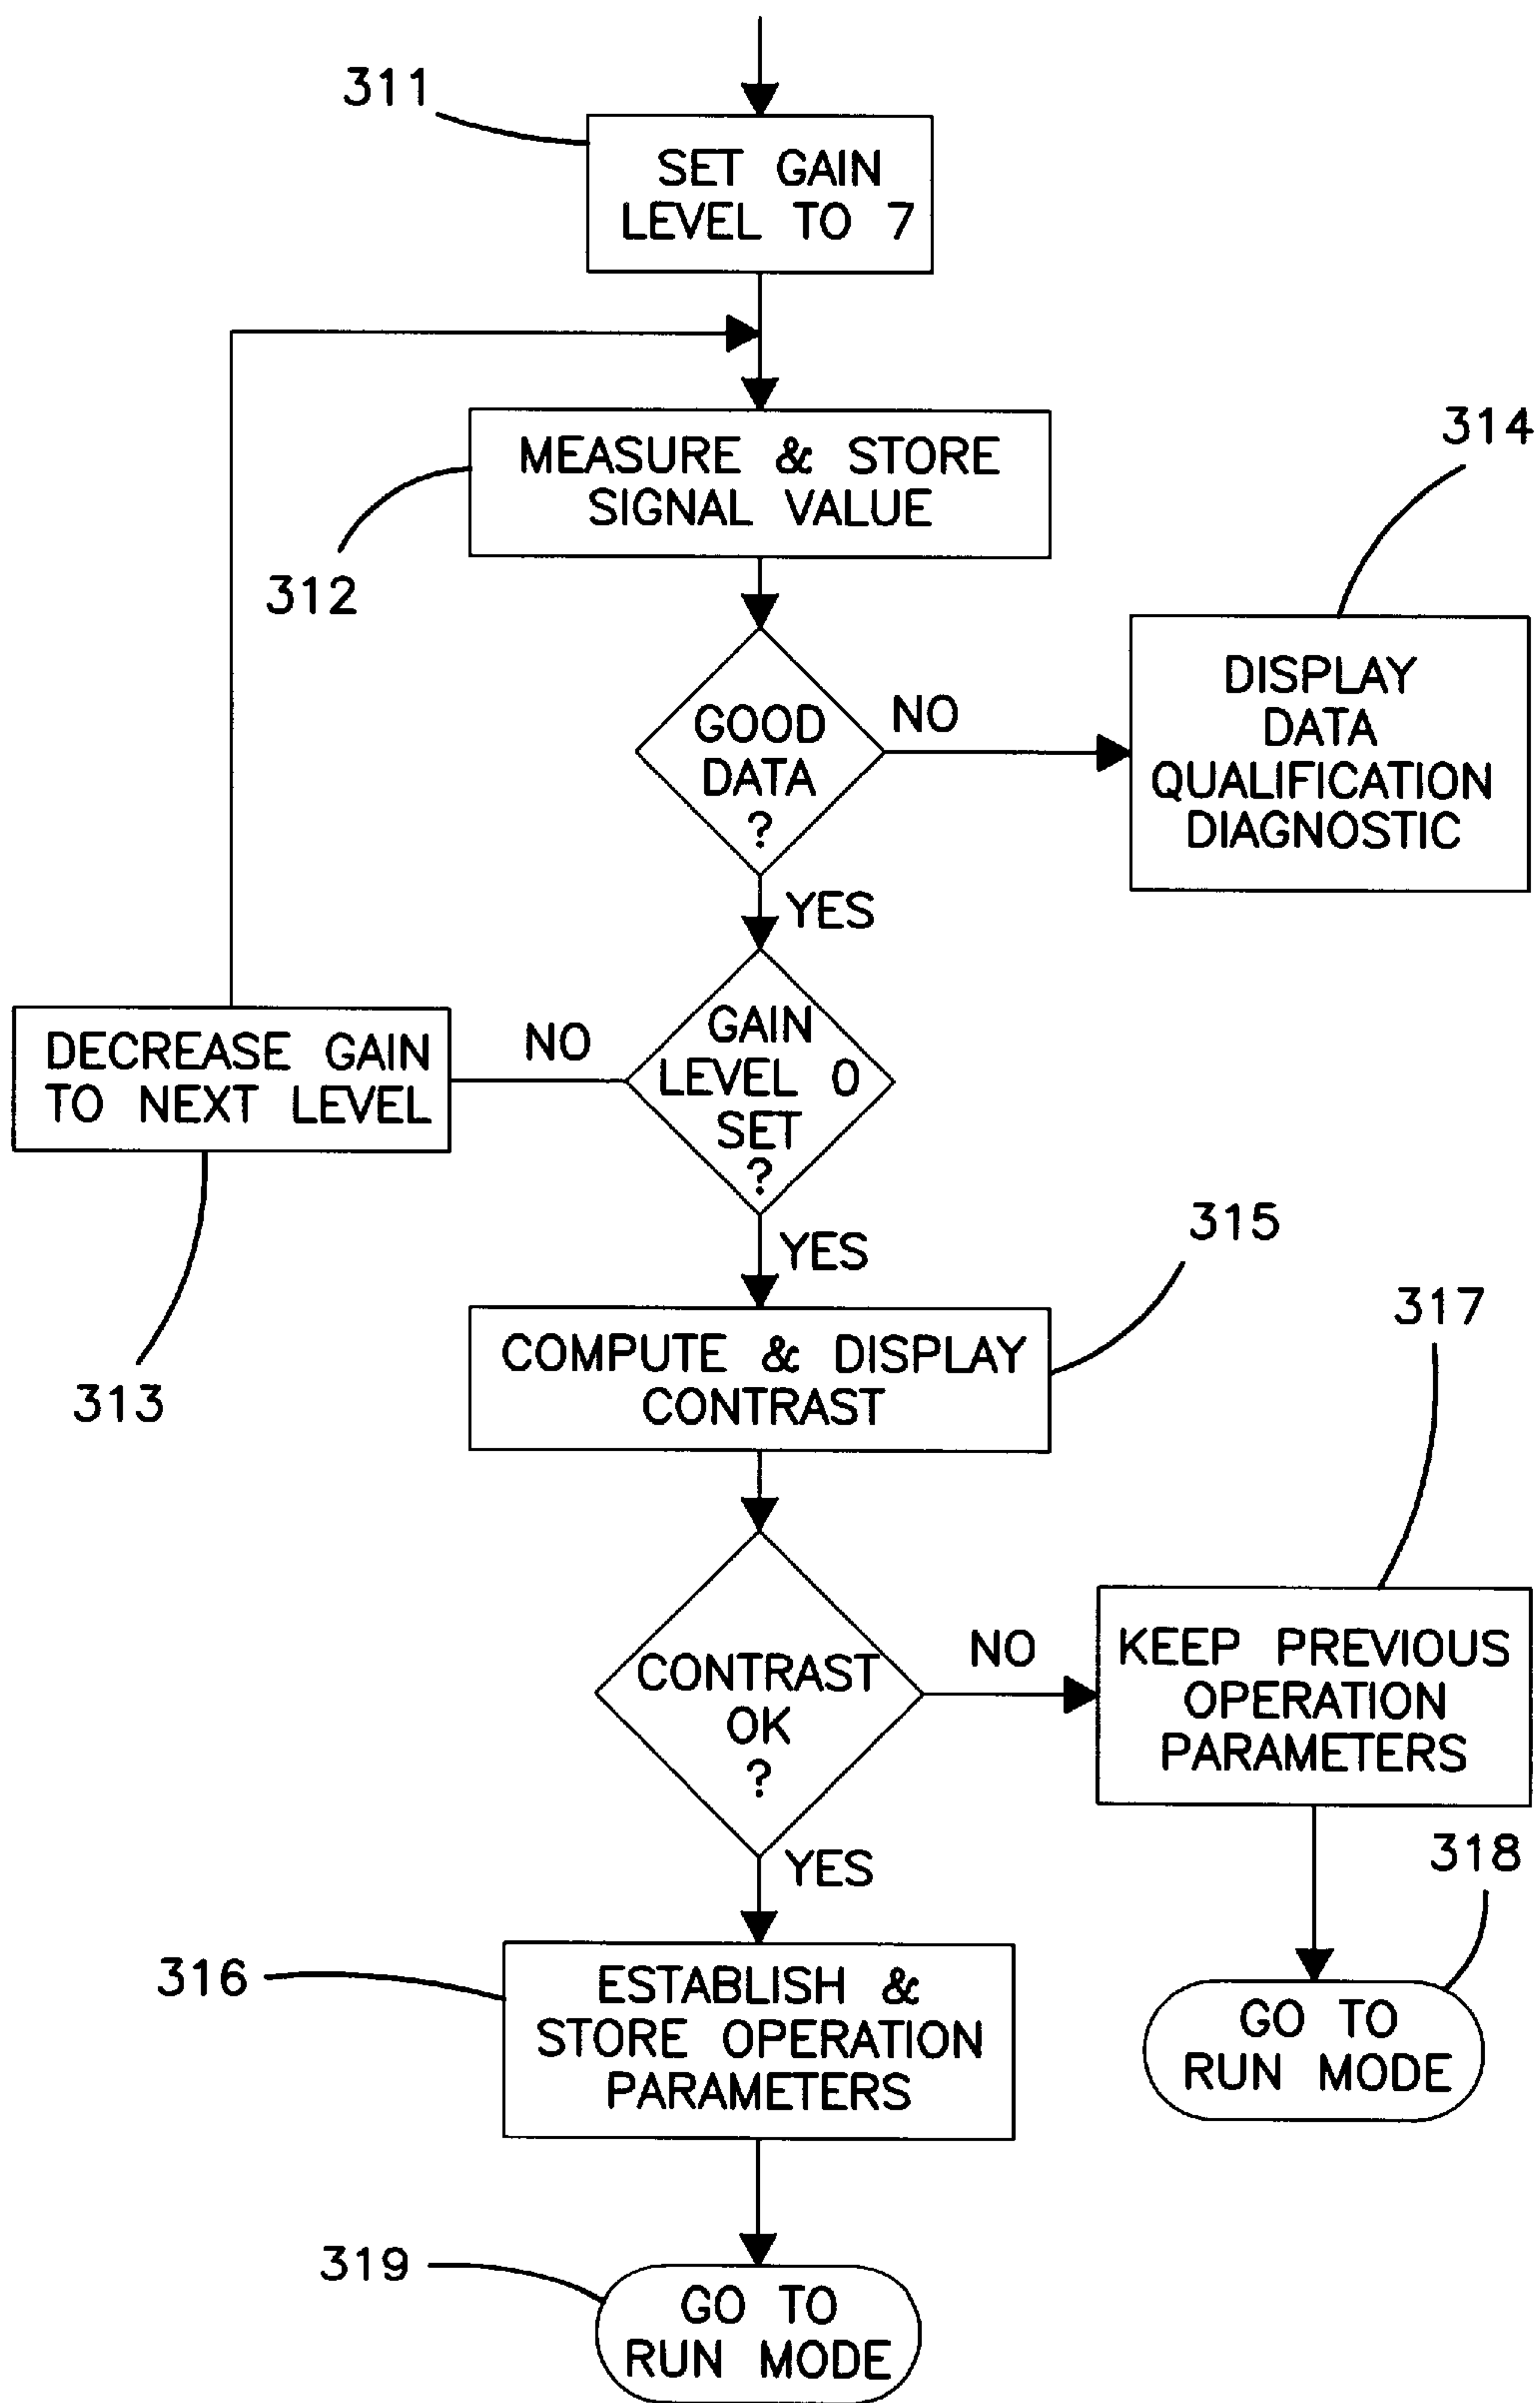 311
SET GAIN
LEVEL TO 7
MEASURE & STORE
SIGNAL VALUE
312
314
DISPLAY
DATA
QUALIFICATION
DIAGNOSTIC
GOOD
DATA
?
NO
YES
GAIN
LEVEL 0
SET
?
NO
DECREASE GAIN
TO NEXT LEVEL
313
YES
315
COMPUTE & DISPLAY
CONTRAST
317
CONTRAST
OK
?
NO
KEEP PREVIOUS
OPERATION
PARAMETERS
318
GO TO
RUN MODE
YES
316
ESTABLISH &
STORE OPERATION
PARAMETERS
319
GO TO
RUN MODE